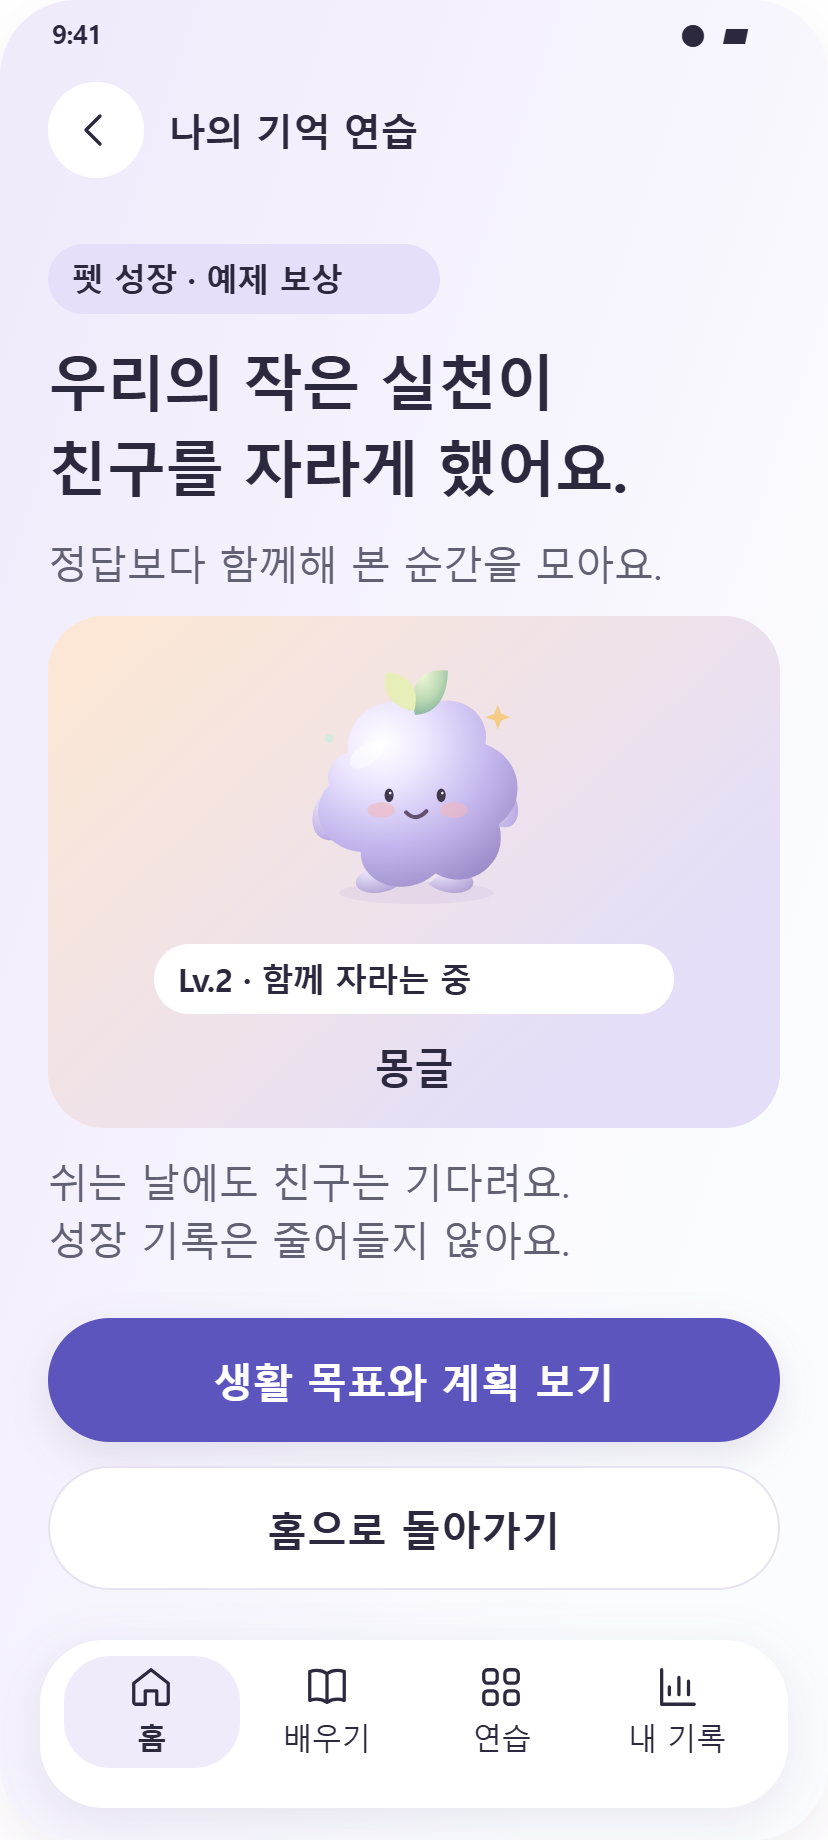 9:41
나의 기억 연습
펫 성장 · 예제 보상
우리의 작은 실천이
친구를 자라게 했어요.
정답보다 함께해 본 순간을 모아요.
Lv.2 · 함께 자라는 중
몽글
쉬는 날에도 친구는 기다려요.
성장 기록은 줄어들지 않아요.
생활 목표와 계획 보기
홈으로 돌아가기
홈
배우기
연습
내 기록